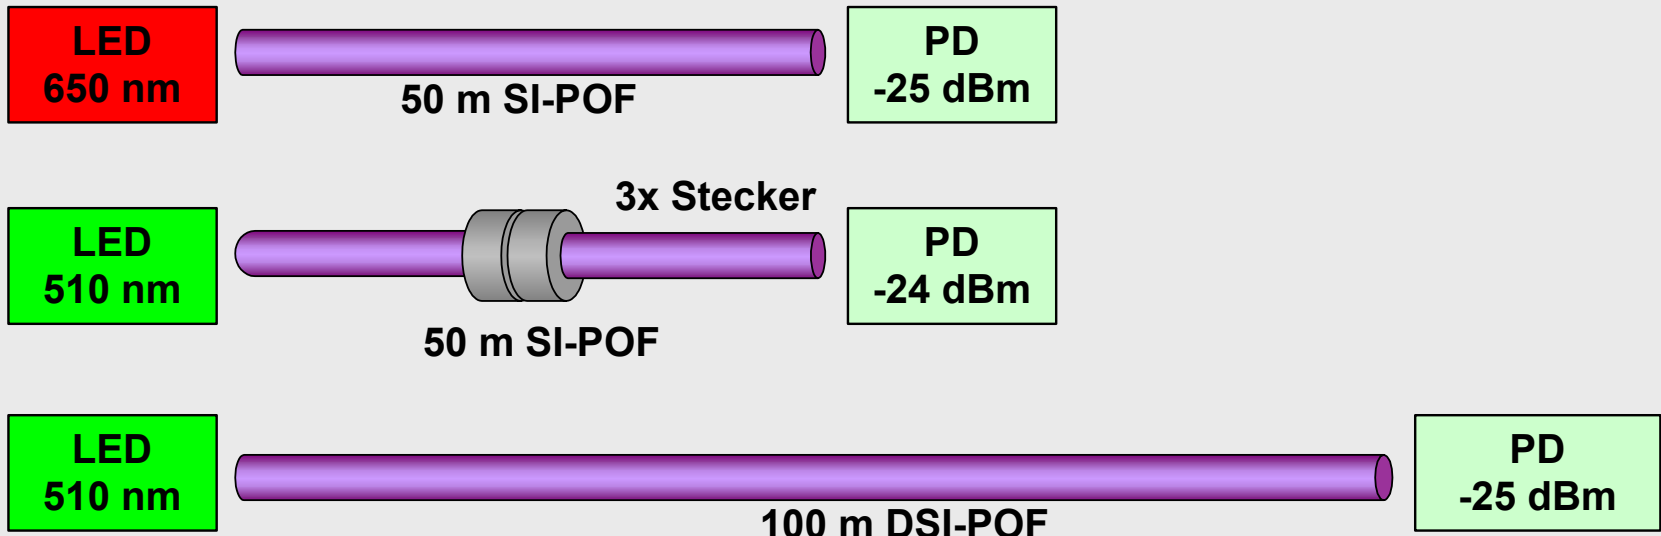 LED
650 nm
50 m SI-POF
PD
-25 dBm
LED
510 nm
3x Stecker
50 m SI-POF
PD
-24 dBm
LED
510 nm
100 m DSI-POF
PD
-25 dBm